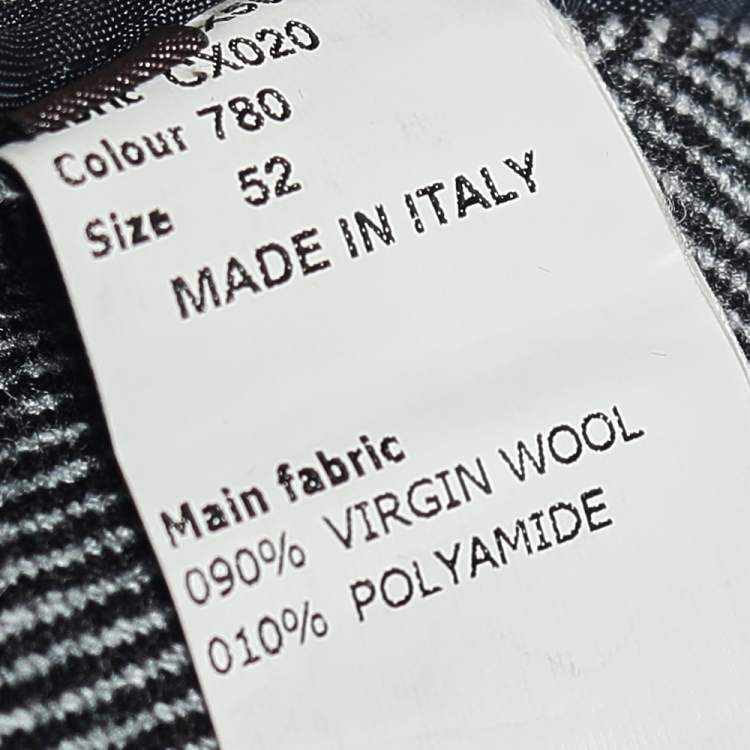 CX020
Colour 780
Size 52
MADE IN ITALY
Main fabric
090% VIRGIN WOOL
010% POLYAMIDE